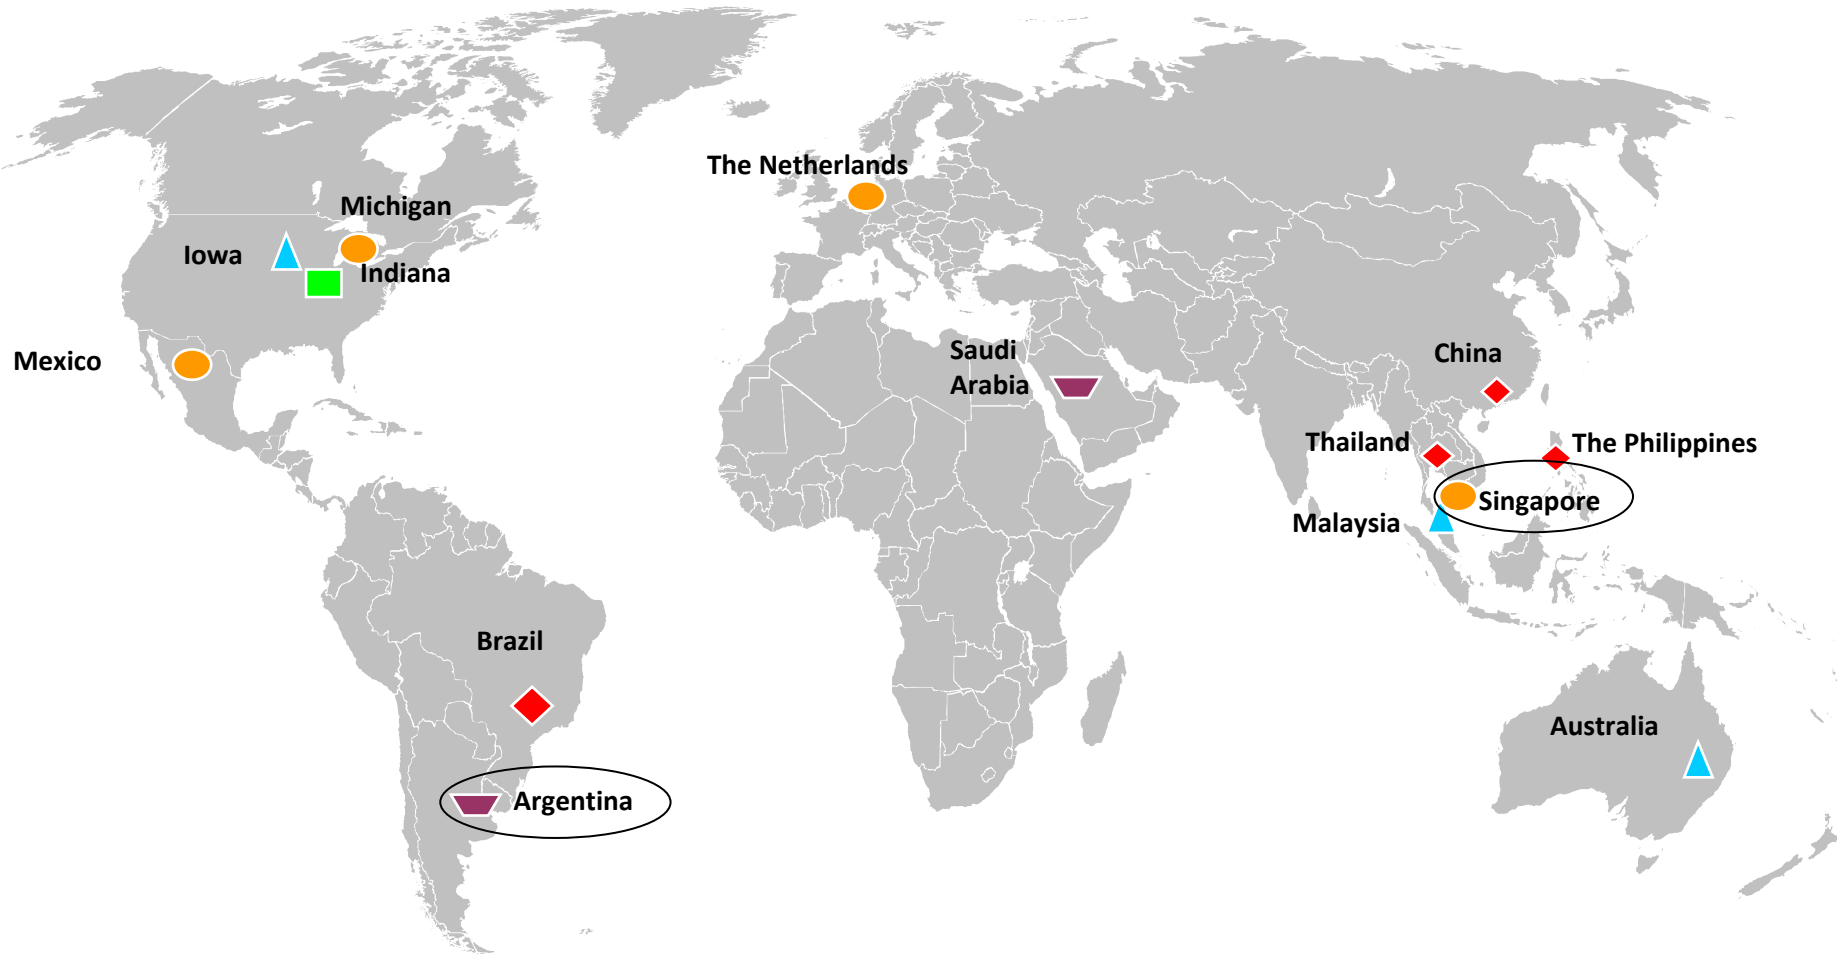 The Netherlands
Michigan
Iowa
Indiana
Mexico
Saudi
Arabia
China
Thailand
The Philippines
Singapore
Malaysia
Brazil
Australia
Argentina